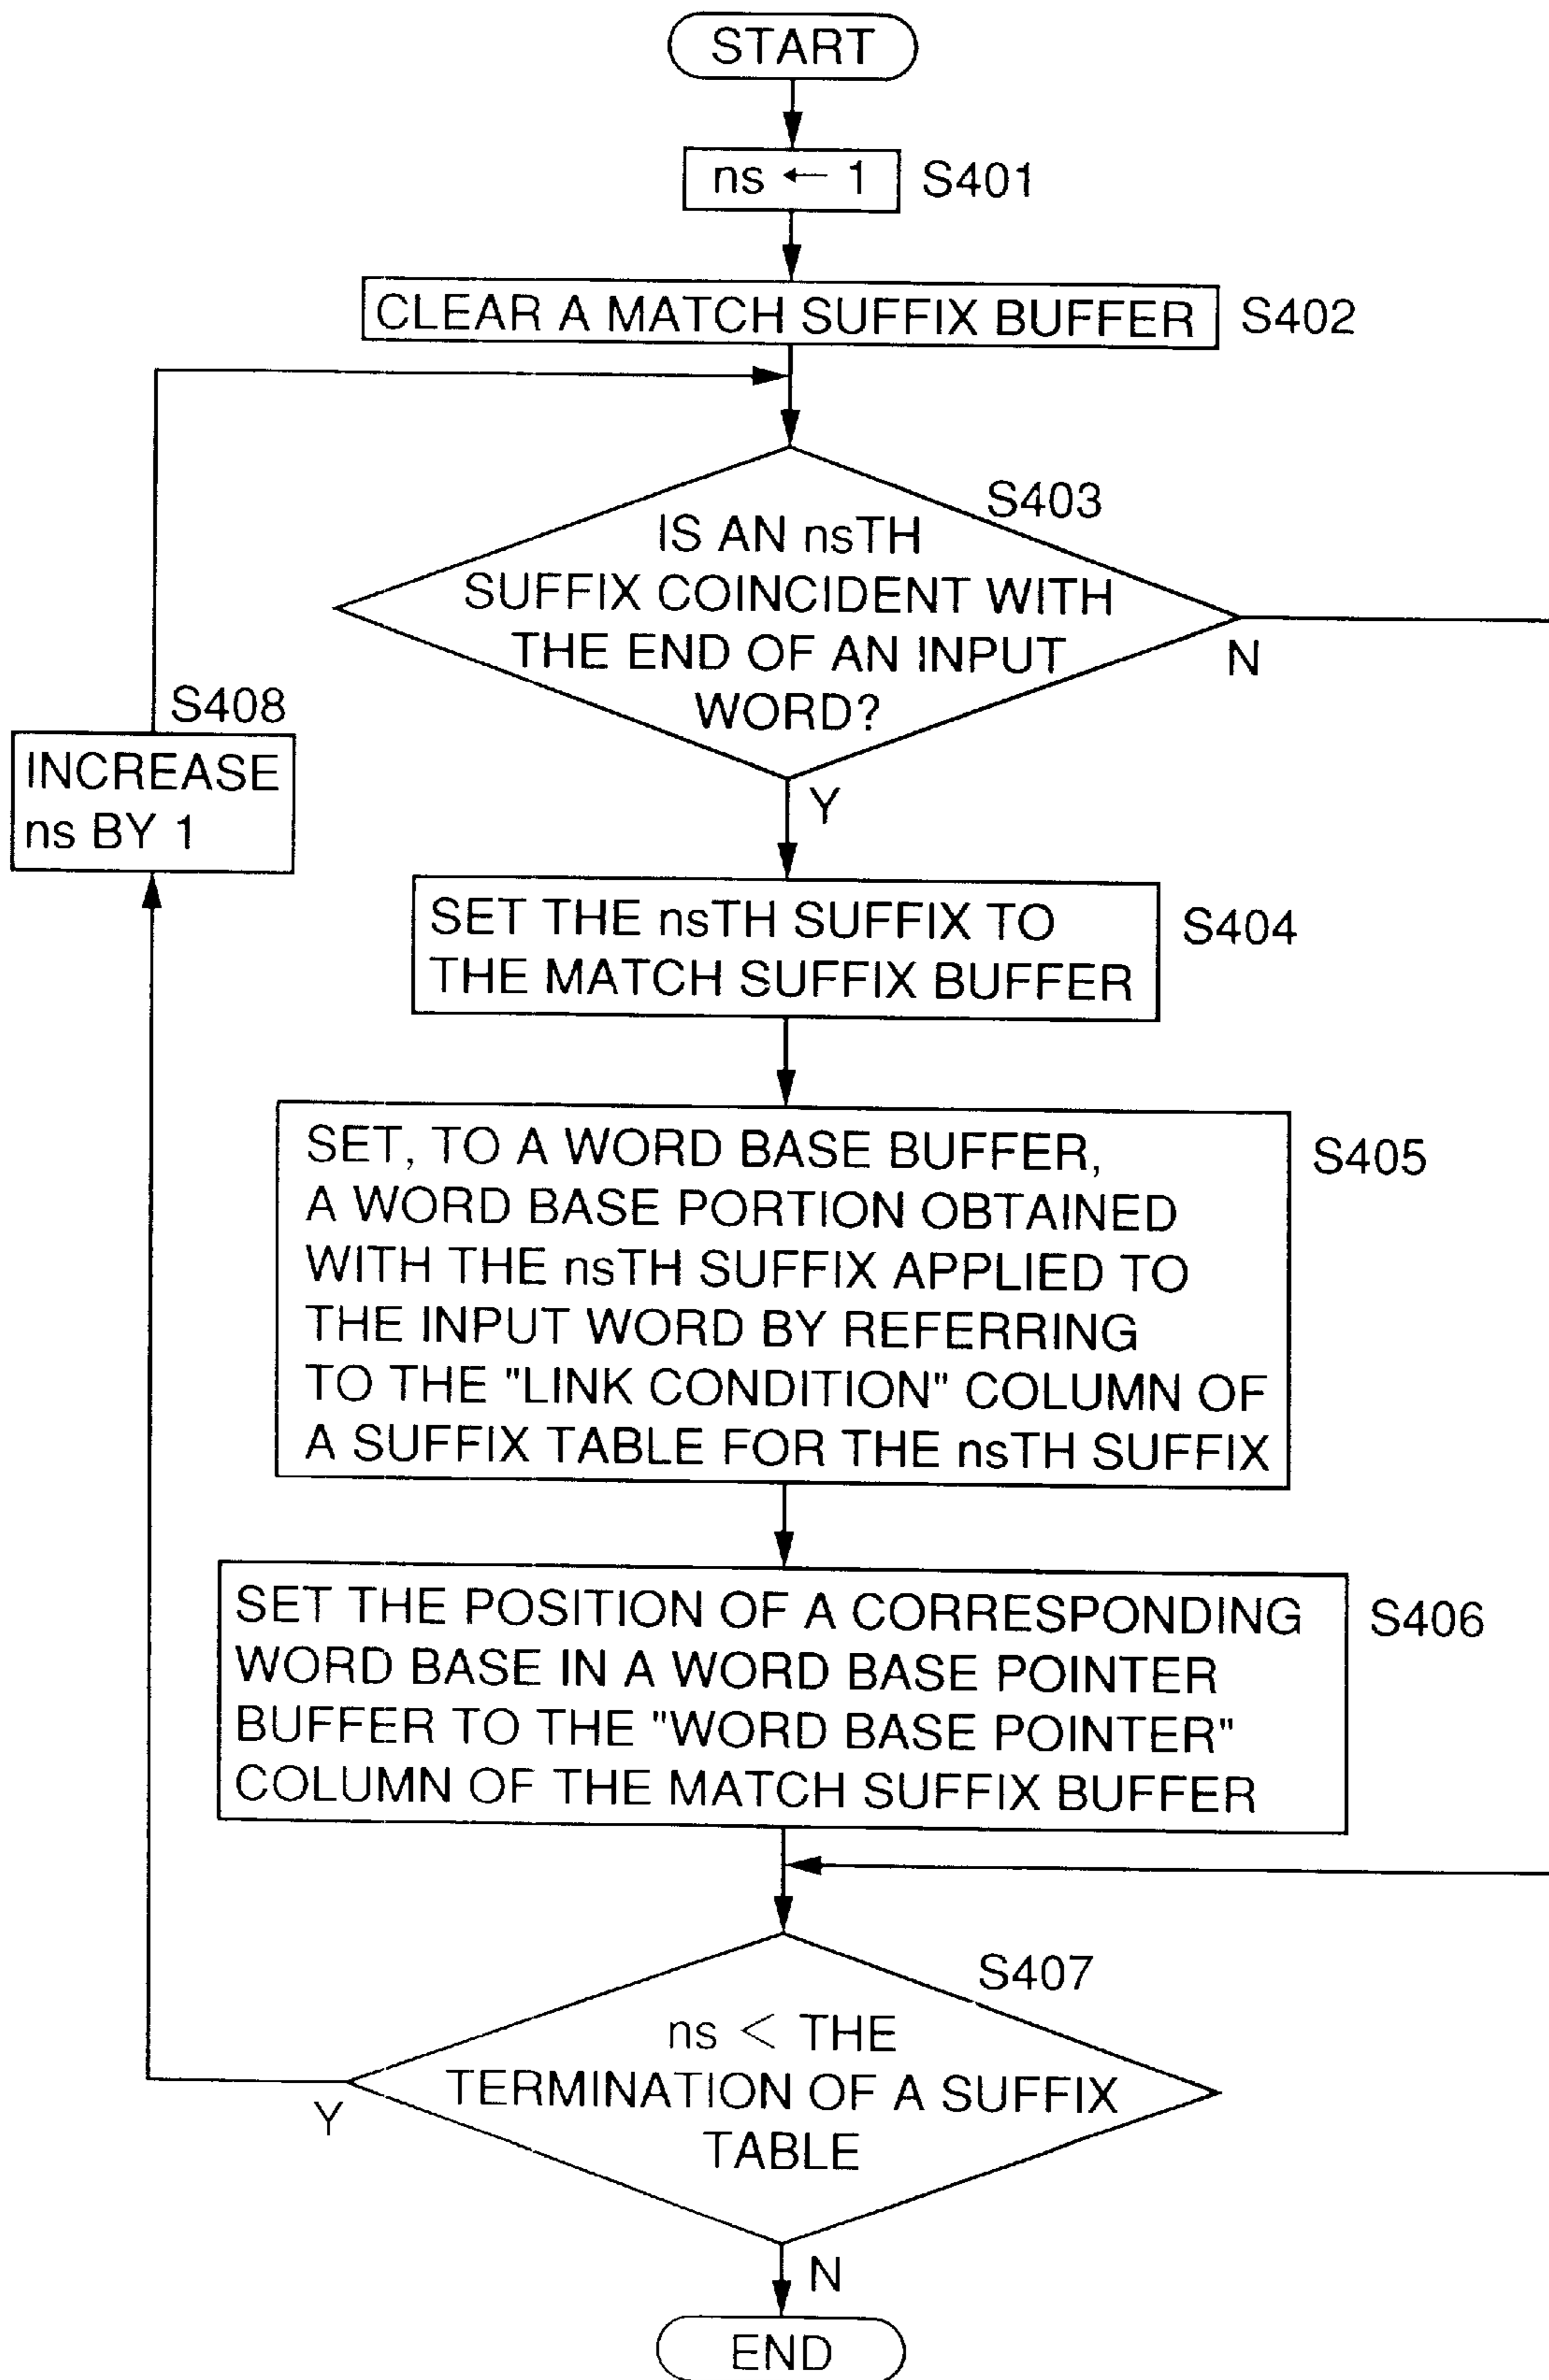 START
ns ← 1 S401
CLEAR A MATCH SUFFIX BUFFER S402
S403
IS AN nsTH
SUFFIX COINCIDENT WITH
THE END OF AN INPUT
WORD?
N
Y
S408
INCREASE
ns BY 1
SET THE nsTH SUFFIX TO
THE MATCH SUFFIX BUFFER
S404
SET, TO A WORD BASE BUFFER,
A WORD BASE PORTION OBTAINED
WITH THE nsTH SUFFIX APPLIED TO
THE INPUT WORD BY REFERRING
TO THE "LINK CONDITION" COLUMN OF
A SUFFIX TABLE FOR THE nsTH SUFFIX
S405
SET THE POSITION OF A CORRESPONDING
WORD BASE IN A WORD BASE POINTER
BUFFER TO THE "WORD BASE POINTER"
COLUMN OF THE MATCH SUFFIX BUFFER
S406
S407
ns < THE
TERMINATION OF A SUFFIX
TABLE
Y
N
END